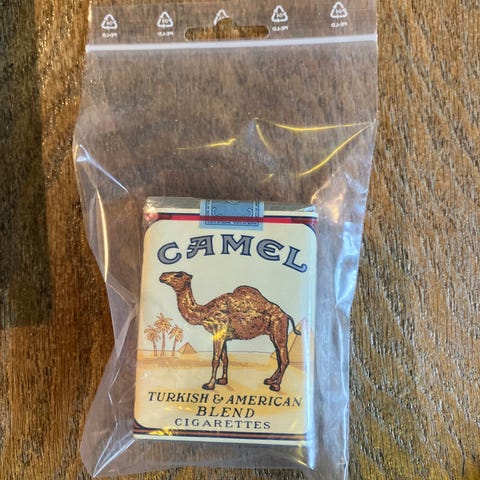 CAMEL
TURKISH & AMERICAN
BLEND
CIGARETTES